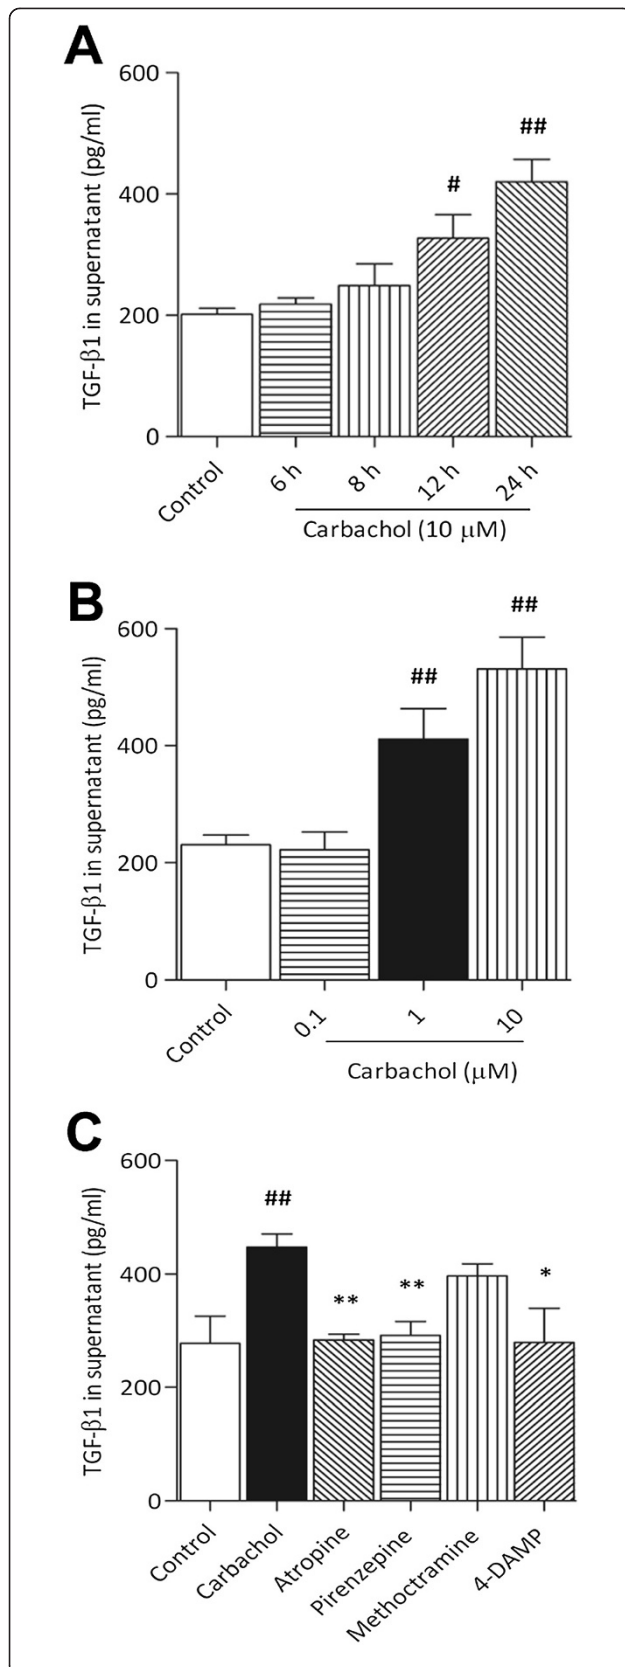 A
TGF-β1 in supernatant (pg/ml)
600
400
200
0
#
##
Control
6 h
8 h
12 h
24 h
Carbachol (10 μM)
B
TGF-β1 in supernatant (pg/ml)
600
400
200
0
##
##
Control
0.1
1
10
Carbachol (μM)
C
TGF-β1 in supernatant (pg/ml)
600
400
200
0
##
**
**
*
Control
Carbachol
Atropine
Pirenzepine
Methoctramine
4-DAMP